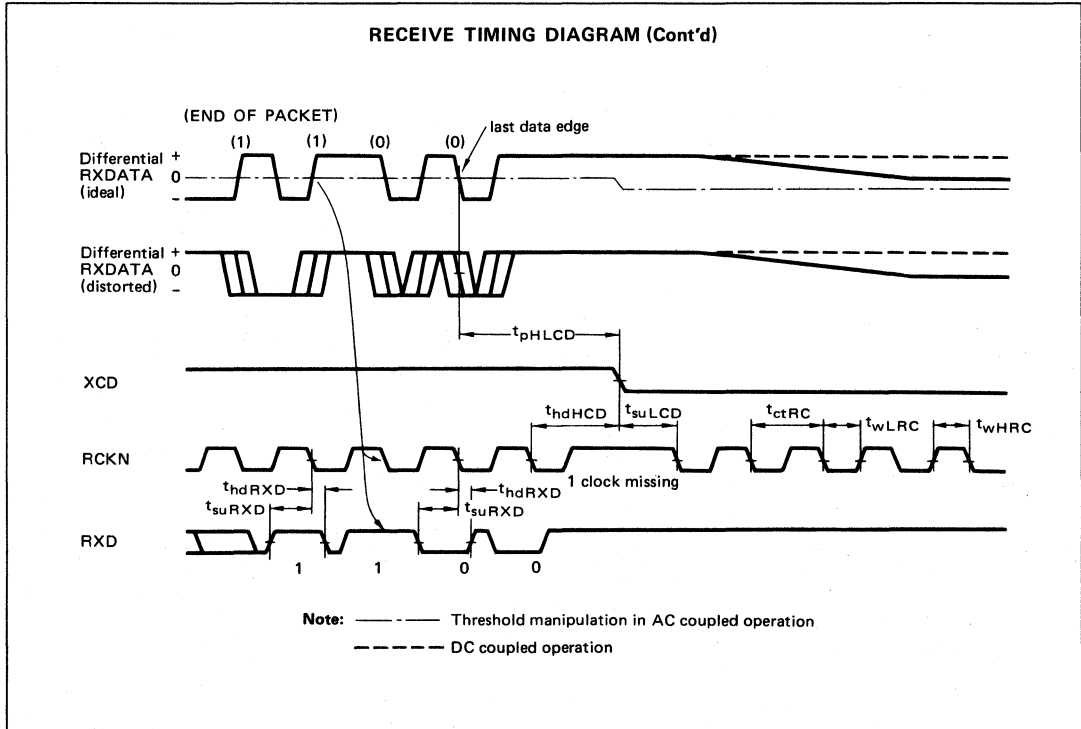 RECEIVE TIMING DIAGRAM (Cont'd)
(END OF PACKET)
(1) (1) (0) (0)
last data edge
Differential +
RXDATA 0
(ideal) –
Differential +
RXDATA 0
(distorted) –
tpHLCD
XCD
thdHCD tsuLCD tctRC twLRC twHRC
RCKN
1 clock missing
thdRXD thdRXD
tsuRXD tsuRXD
RXD
1 1 0 0
Note: Threshold manipulation in AC coupled operation
DC coupled operation